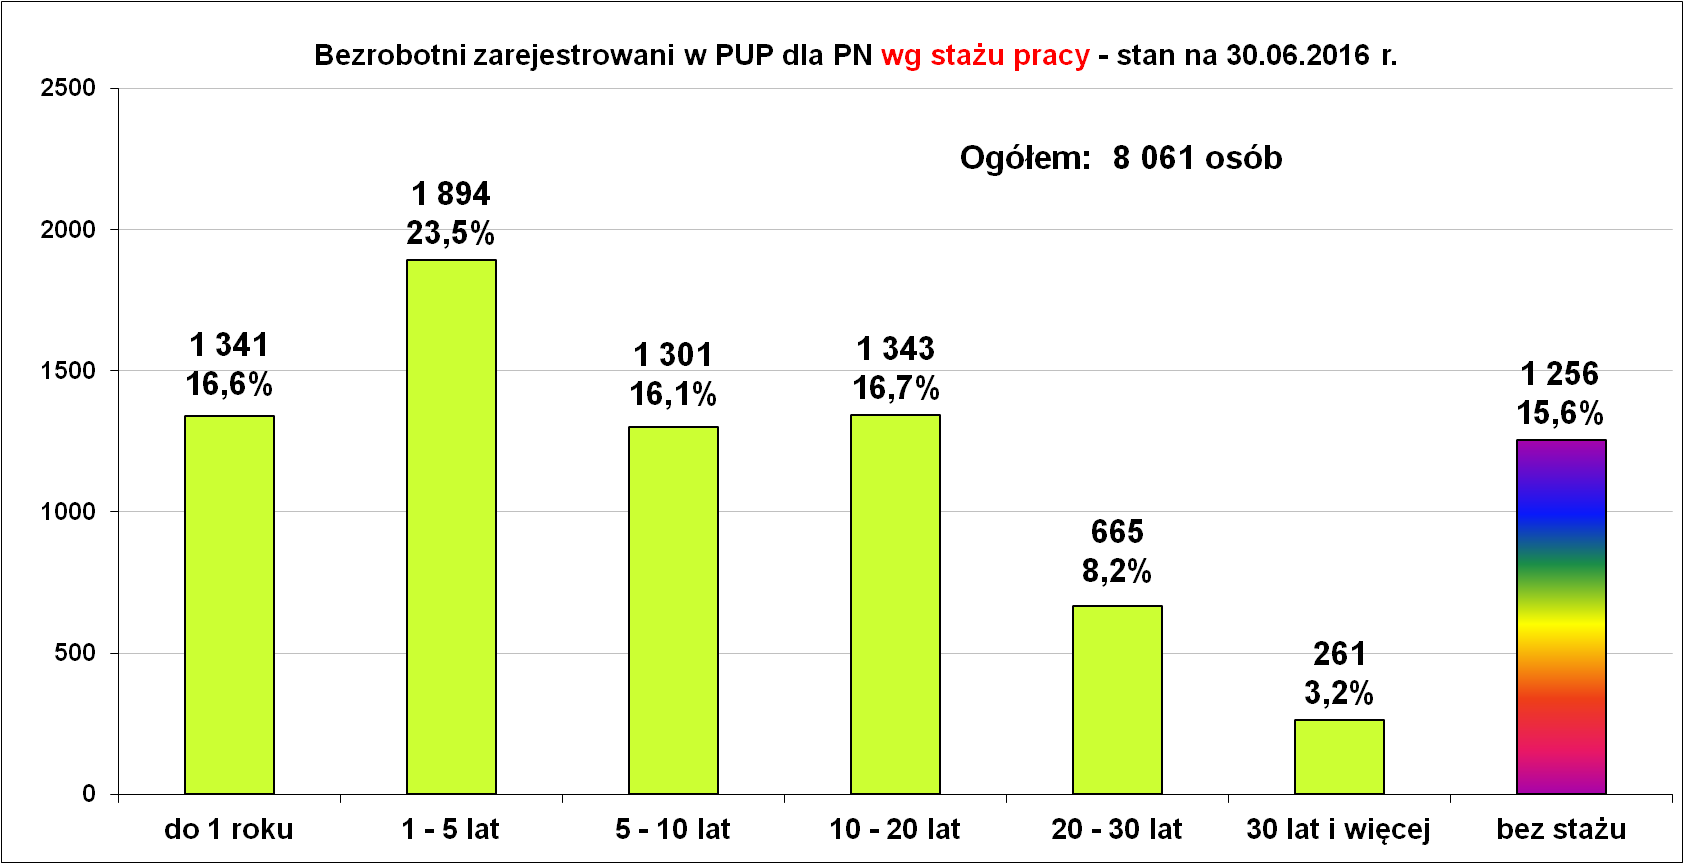 Bezrobotni zarejestrowani w PUP dla PN wg stażu pracy - stan na 30.06.2016 r.
Ogółem: 8 061 osób
2500
2000
1500
1000
500
0
1 894
23,5%
1 341
16,6%
1 301
16,1%
1 343
16,7%
665
8,2%
261
3,2%
1 256
15,6%
do 1 roku
1 - 5 lat
5 - 10 lat
10 - 20 lat
20 - 30 lat
30 lat i więcej
bez stażu